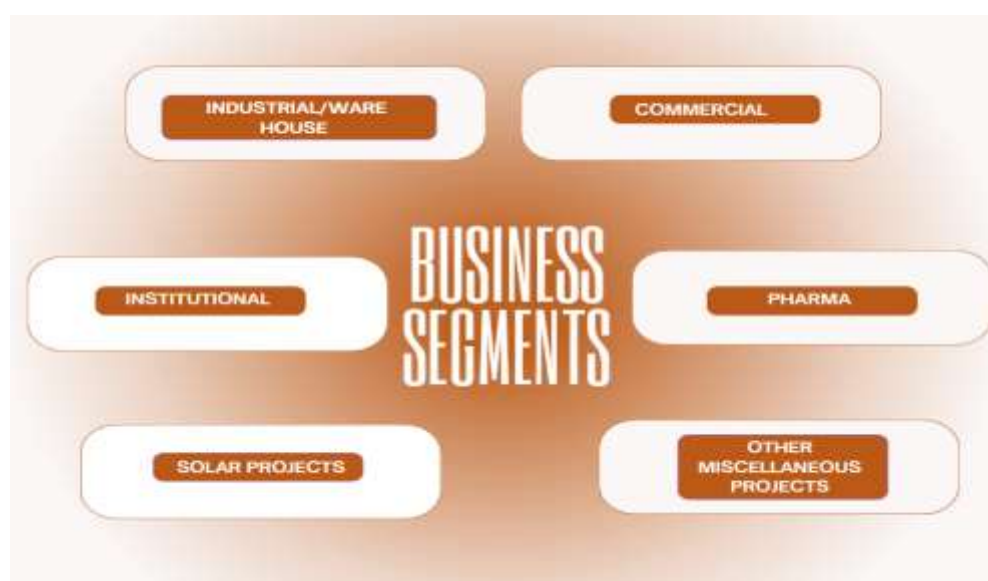 INDUSTRIAL/WARE
HOUSE
COMMERCIAL
BUSINESS
SEGMENTS
INSTITUTIONAL
PHARMA
SOLAR PROJECTS
OTHER
MISCELLANEOUS
PROJECTS